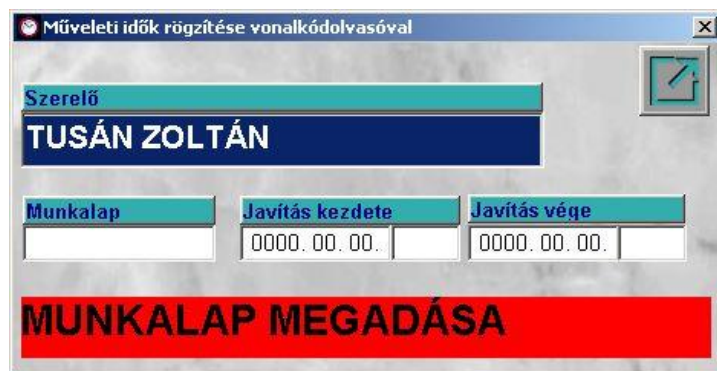 Műveleti idők rögzítése vonalkódolvasóval
Szerelő
TUSÁN ZOLTÁN
Munkalap Javítás kezdete Javítás vége
0000. 00. 00. 0000. 00. 00.
MUNKALAP MEGADÁSA